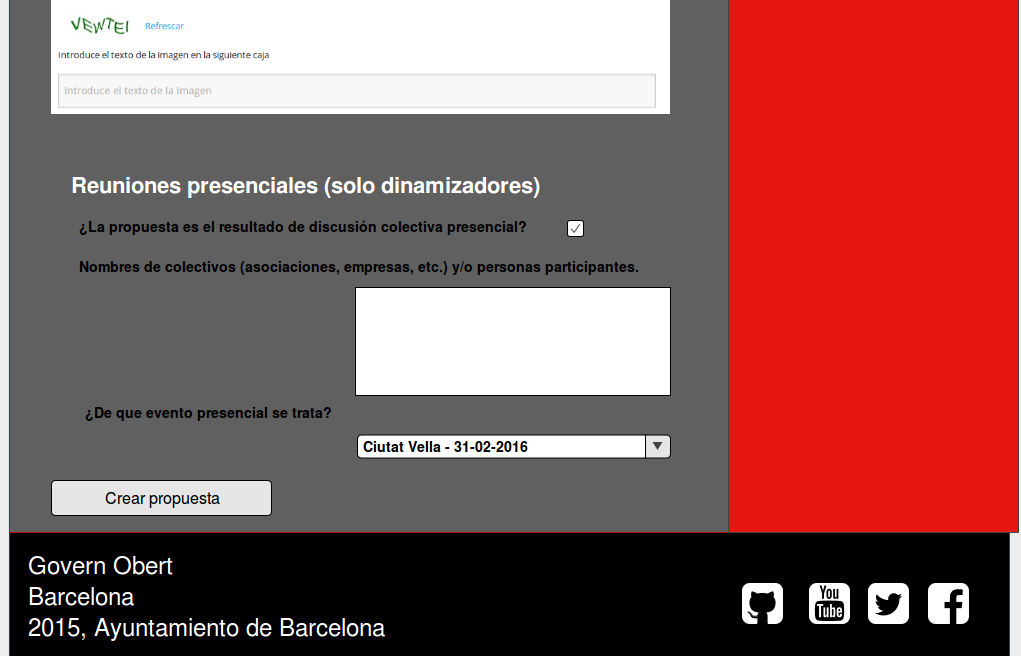 VEWTEI Refrescar
Introduce el texto de la imagen en la siguiente caja
Introduce el texto de la imagen
Reuniones presenciales (solo dinamizadores)
¿La propuesta es el resultado de discusión colectiva presencial?
Nombres de colectivos (asociaciones, empresas, etc.) y/o personas participantes.
¿De que evento presencial se trata?
Ciutat Vella - 31-02-2016
Crear propuesta
Govern Obert
Barcelona
2015, Ayuntamiento de Barcelona
You
Tube